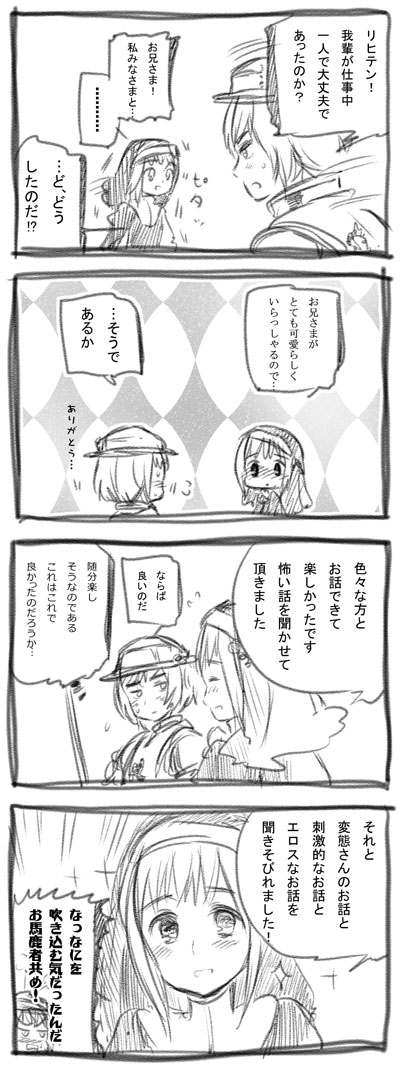 リヒテン！
我輩が仕事中
一人で大丈夫で
あったのか？
お兄さま！
私みなさまと…
…………
ピタッ
…ど、どう
したのだ!?
お兄さまが
とても可愛らしく
いらっしゃるので…
…そうで
あるか
ありがとう…
色々な方と
お話できて
楽しかったです
怖い話を聞かせて
頂きました
ならば
良いのだ
随分楽し
そうなのである
これはこれで
良かったのだろうか…
それと
変態さんのお話と
刺激的なお話と
エロスなお話を
聞きそびれました！
なっなにを
吹き込む気だったんだ
お馬鹿者共め！